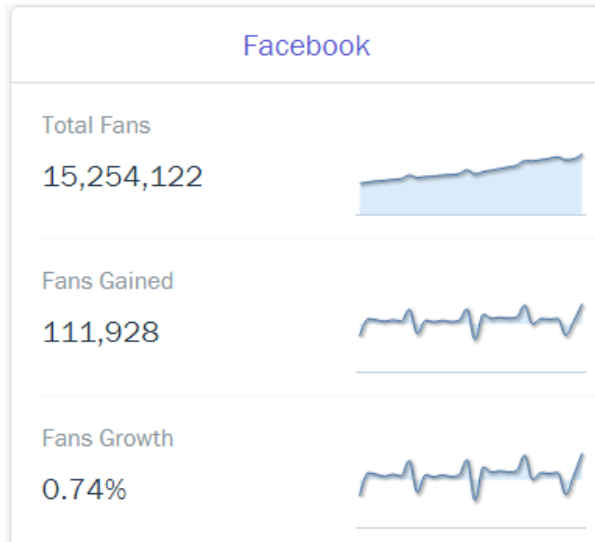 Facebook
Total Fans
15,254,122
Fans Gained
111,928
Fans Growth
0.74%